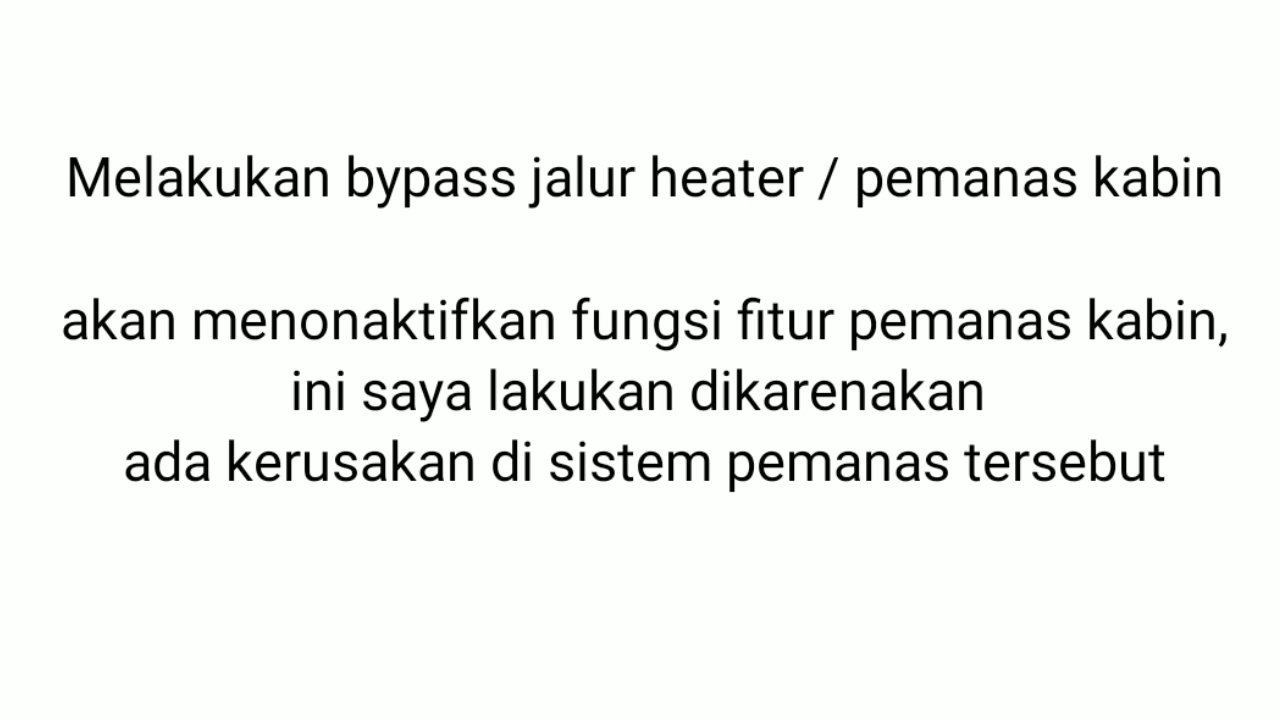 Melakukan bypass jalur heater / pemanas kabin
akan menonaktifkan fungsi fitur pemanas kabin,
ini saya lakukan dikarenakan
ada kerusakan di sistem pemanas tersebut